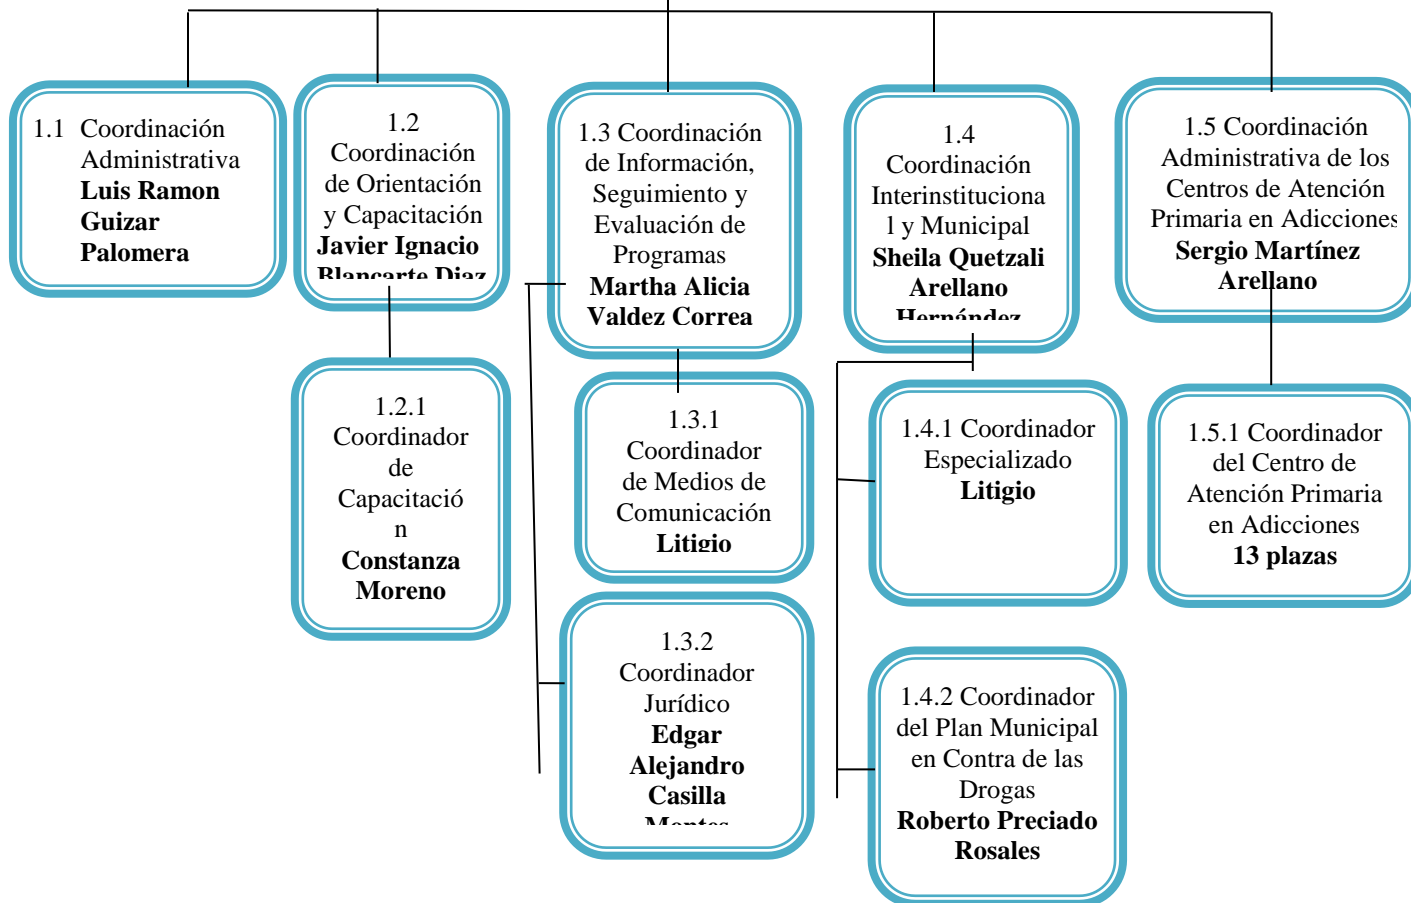 1.1 Coordinación
Administrativa
Luis Ramon
Guizar
Palomera
1.2
Coordinación
de Orientación
y Capacitación
Javier Ignacio
Blancarte Diaz
1.3 Coordinación
de Información,
Seguimiento y
Evaluación de
Programas
Martha Alicia
Valdez Correa
1.4
Coordinación
Interinstituciona
l y Municipal
Sheila Quetzali
Arellano
Hernández
1.5 Coordinación
Administrativa de los
Centros de Atención
Primaria en Adicciones
Sergio Martínez
Arellano
1.2.1
Coordinador
de
Capacitació
n
Constanza
Moreno
1.3.1
Coordinador
de Medios de
Comunicación
Litigio
1.4.1 Coordinador
Especializado
Litigio
1.5.1 Coordinador
del Centro de
Atención Primaria
en Adicciones
13 plazas
1.3.2
Coordinador
Jurídico
Edgar
Alejandro
Casilla
Montes
1.4.2 Coordinador
del Plan Municipal
en Contra de las
Drogas
Roberto Preciado
Rosales